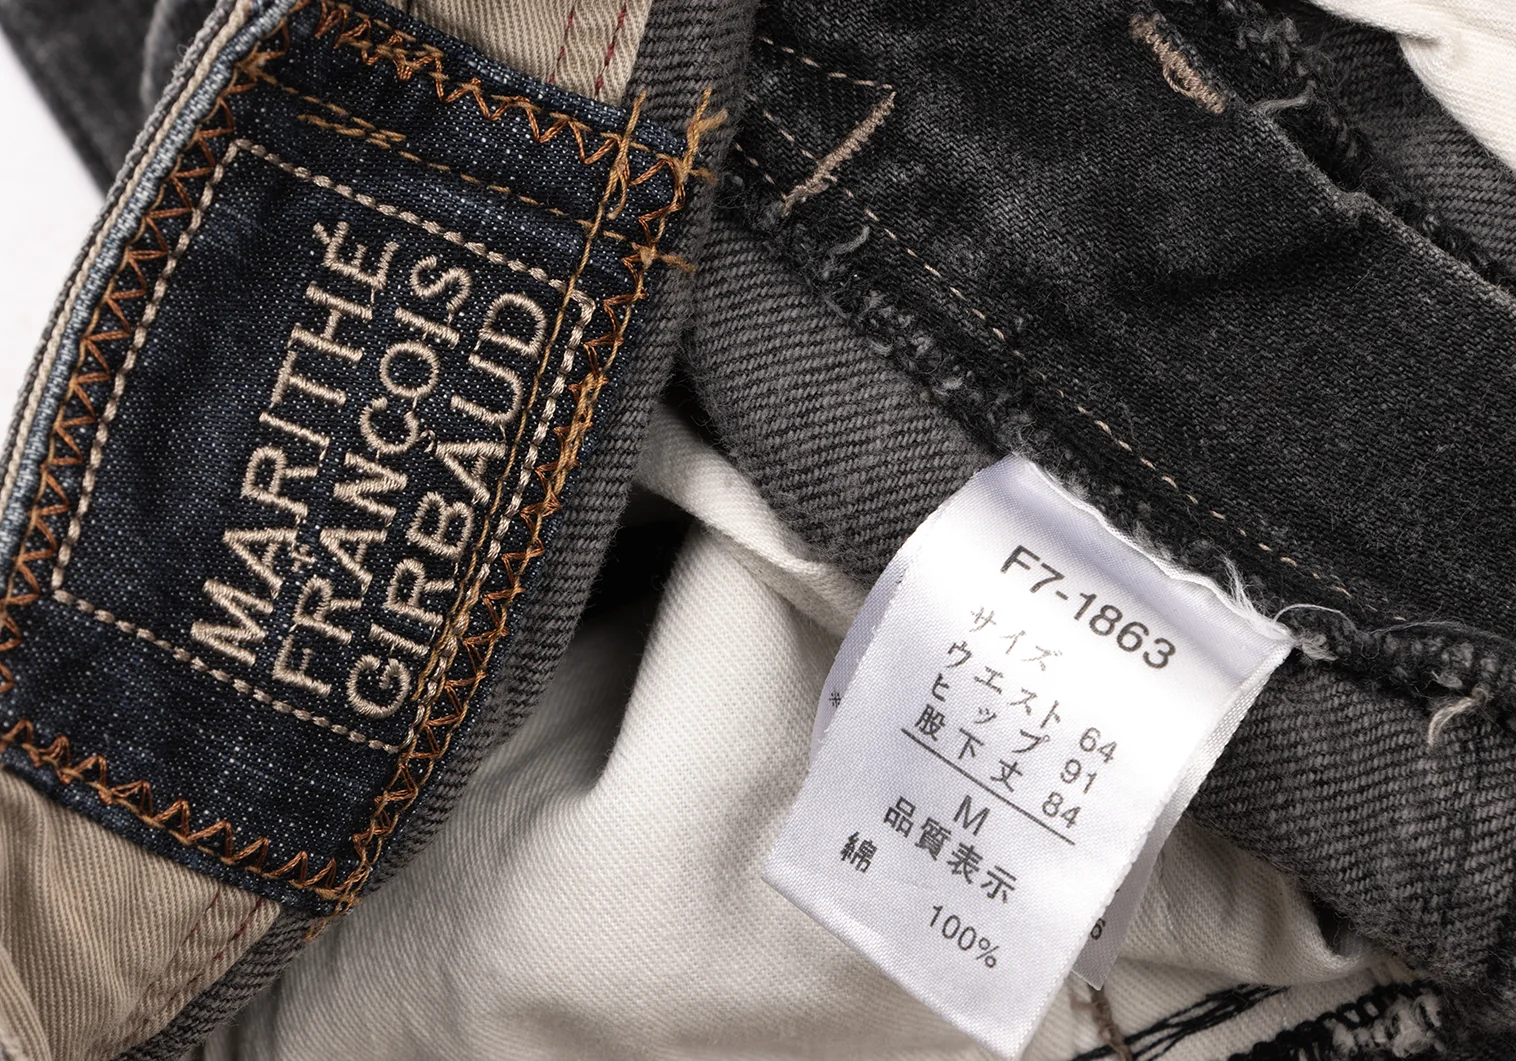 MARITHÉ
FRANÇOIS
GIRBAUD
F7-1863
サイズ
ウエスト 64
ヒップ 91
股下丈 84
M
品質表示
綿 100%
※
6